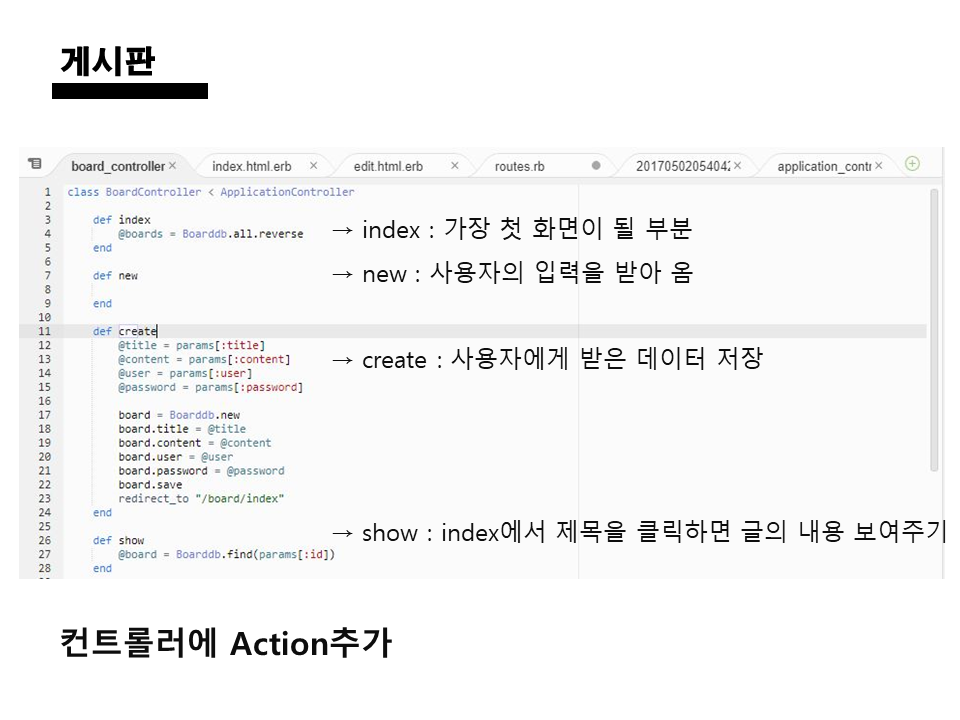 게시판
board_controller × index.html.erb × edit.html.erb × routes.rb 20170502054042 × application_contr ×
1 class BoardController < ApplicationController
2
3 def index → index : 가장 첫 화면이 될 부분
4 @boards = Boarddb.all.reverse
5 end
6
7 def new → new : 사용자의 입력을 받아 옴
8
9 end
10
11 def create
12 @title = params[:title]
13 @content = params[:content] → create : 사용자에게 받은 데이터 저장
14 @user = params[:user]
15 @password = params[:password]
16
17 board = Boarddb.new
18 board.title = @title
19 board.content = @content
20 board.user = @user
21 board.password = @password
22 board.save
23 redirect_to "/board/index"
24 end
25
26 def show → show : index에서 제목을 클릭하면 글의 내용 보여주기
27 @board = Boarddb.find(params[:id])
28 end
컨트롤러에 Action추가